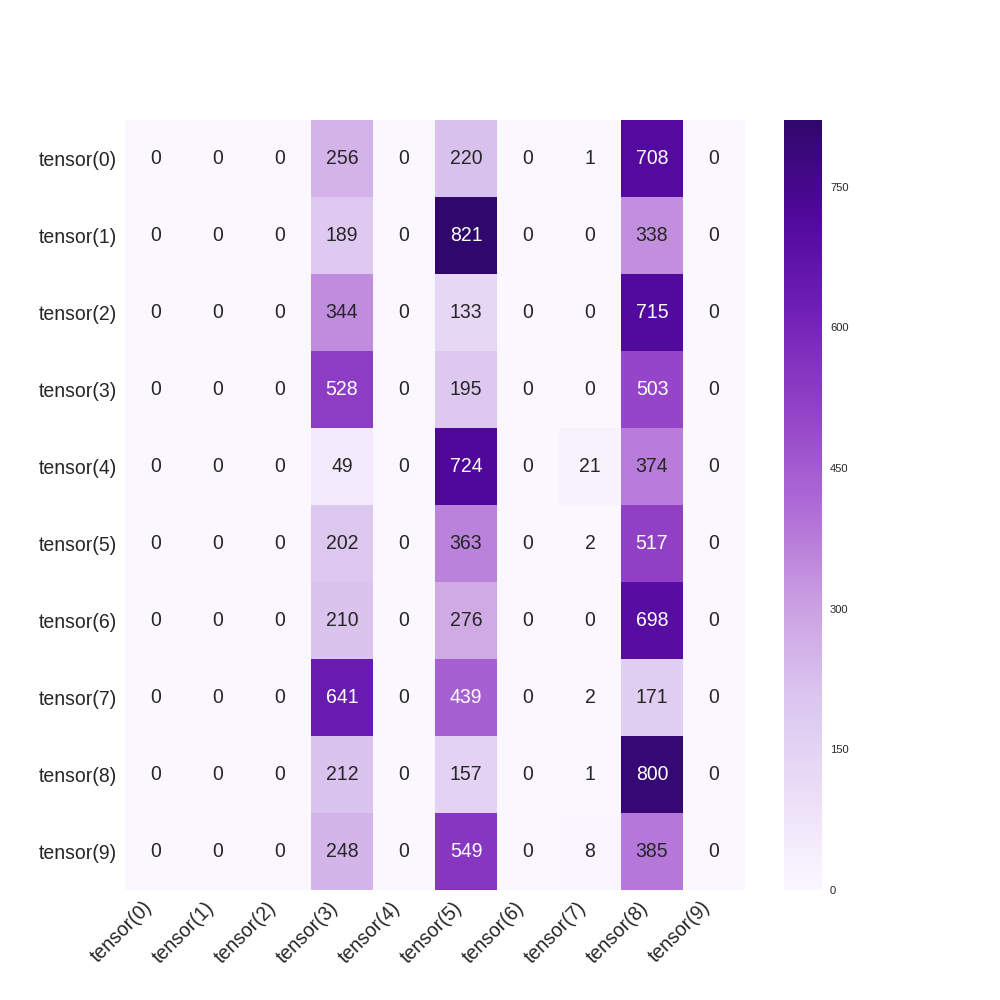 tensor(0) 0 0 0 256 0 220 0 1 708 0
tensor(1) 0 0 0 189 0 821 0 0 338 0
tensor(2) 0 0 0 344 0 133 0 0 715 0
tensor(3) 0 0 0 528 0 195 0 0 503 0
tensor(4) 0 0 0 49 0 724 0 21 374 0
tensor(5) 0 0 0 202 0 363 0 2 517 0
tensor(6) 0 0 0 210 0 276 0 0 698 0
tensor(7) 0 0 0 641 0 439 0 2 171 0
tensor(8) 0 0 0 212 0 157 0 1 800 0
tensor(9) 0 0 0 248 0 549 0 8 385 0
tensor(0) tensor(1) tensor(2) tensor(3) tensor(4) tensor(5) tensor(6) tensor(7) tensor(8) tensor(9)
750
600
450
300
150
0